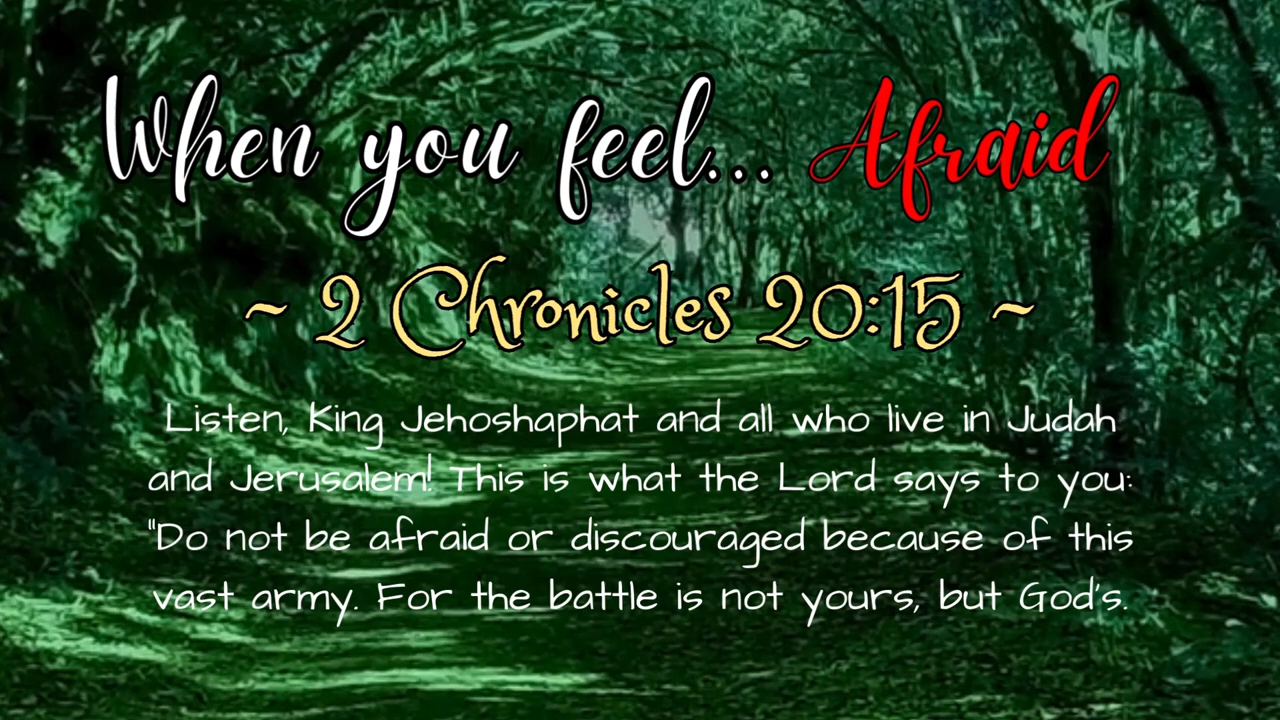 When you feel... Afraid
~ 2 Chronicles 20:15 ~
Listen, King Jehoshaphat and all who live in Judah
and Jerusalem! This is what the Lord says to you:
"Do not be afraid or discouraged because of this
vast army. For the battle is not yours, but God's.